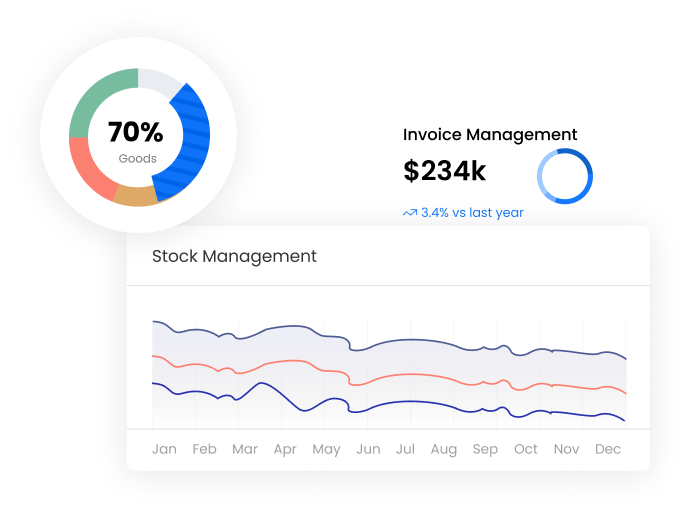 70%
Goods
Invoice Management
$234k
3.4% vs last year
Stock Management
Jan Feb Mar Apr May Jun Jul Aug Sep Oct Nov Dec